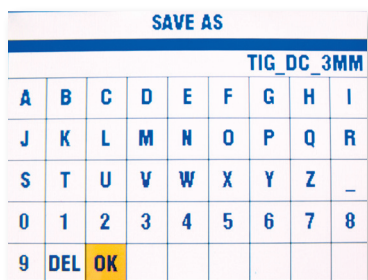 SAVE AS
TIG_DC_3MM
A B C D E F G H I
J K L M N O P Q R
S T U V W X Y Z _
0 1 2 3 4 5 6 7 8
9 DEL OK